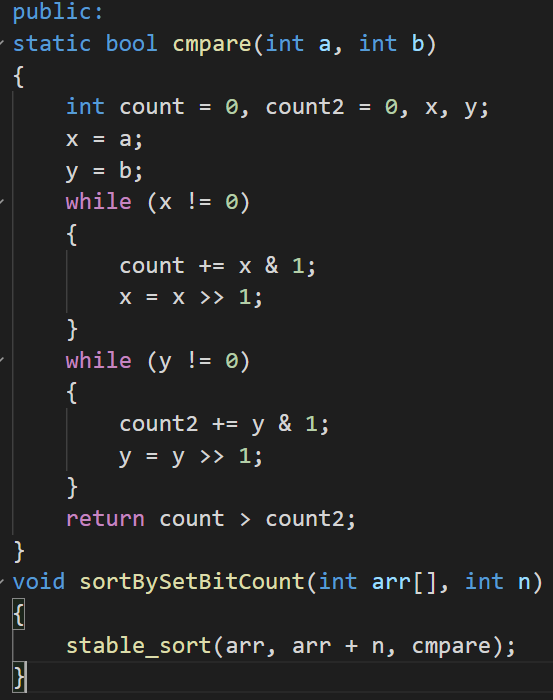 public:
static bool cmpare(int a, int b)
{
    int count = 0, count2 = 0, x, y;
    x = a;
    y = b;
    while (x != 0)
    {
        count += x & 1;
        x = x >> 1;
    }
    while (y != 0)
    {
        count2 += y & 1;
        y = y >> 1;
    }
    return count > count2;
}
void sortBySetBitCount(int arr[], int n)
{
    stable_sort(arr, arr + n, cmpare);
}